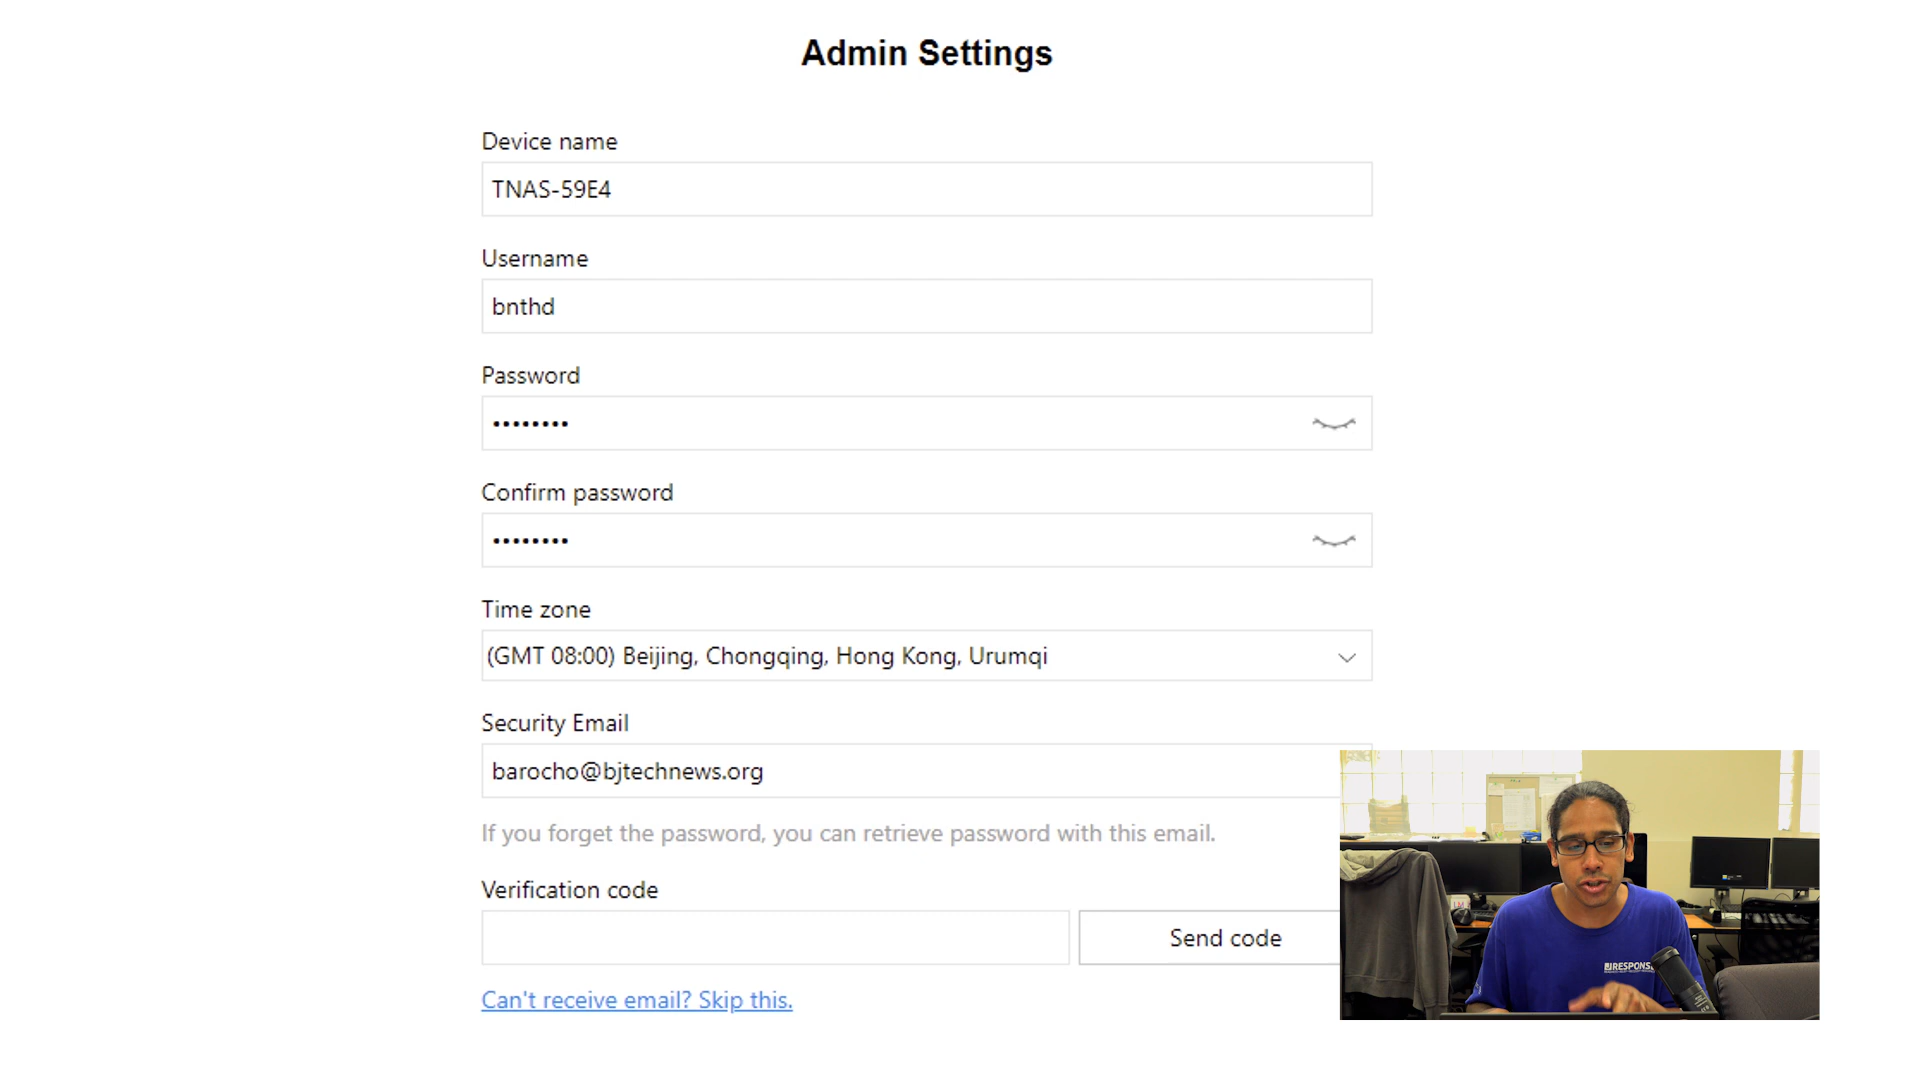 Admin Settings
Device name
TNAS-59E4
Username
bnthd
Password
••••••••
Confirm password
••••••••
Time zone
(GMT 08:00) Beijing, Chongqing, Hong Kong, Urumqi
Security Email
barocho@bjtechnews.org
If you forget the password, you can retrieve password with this email.
Verification code
Send code
Can't receive email? Skip this.